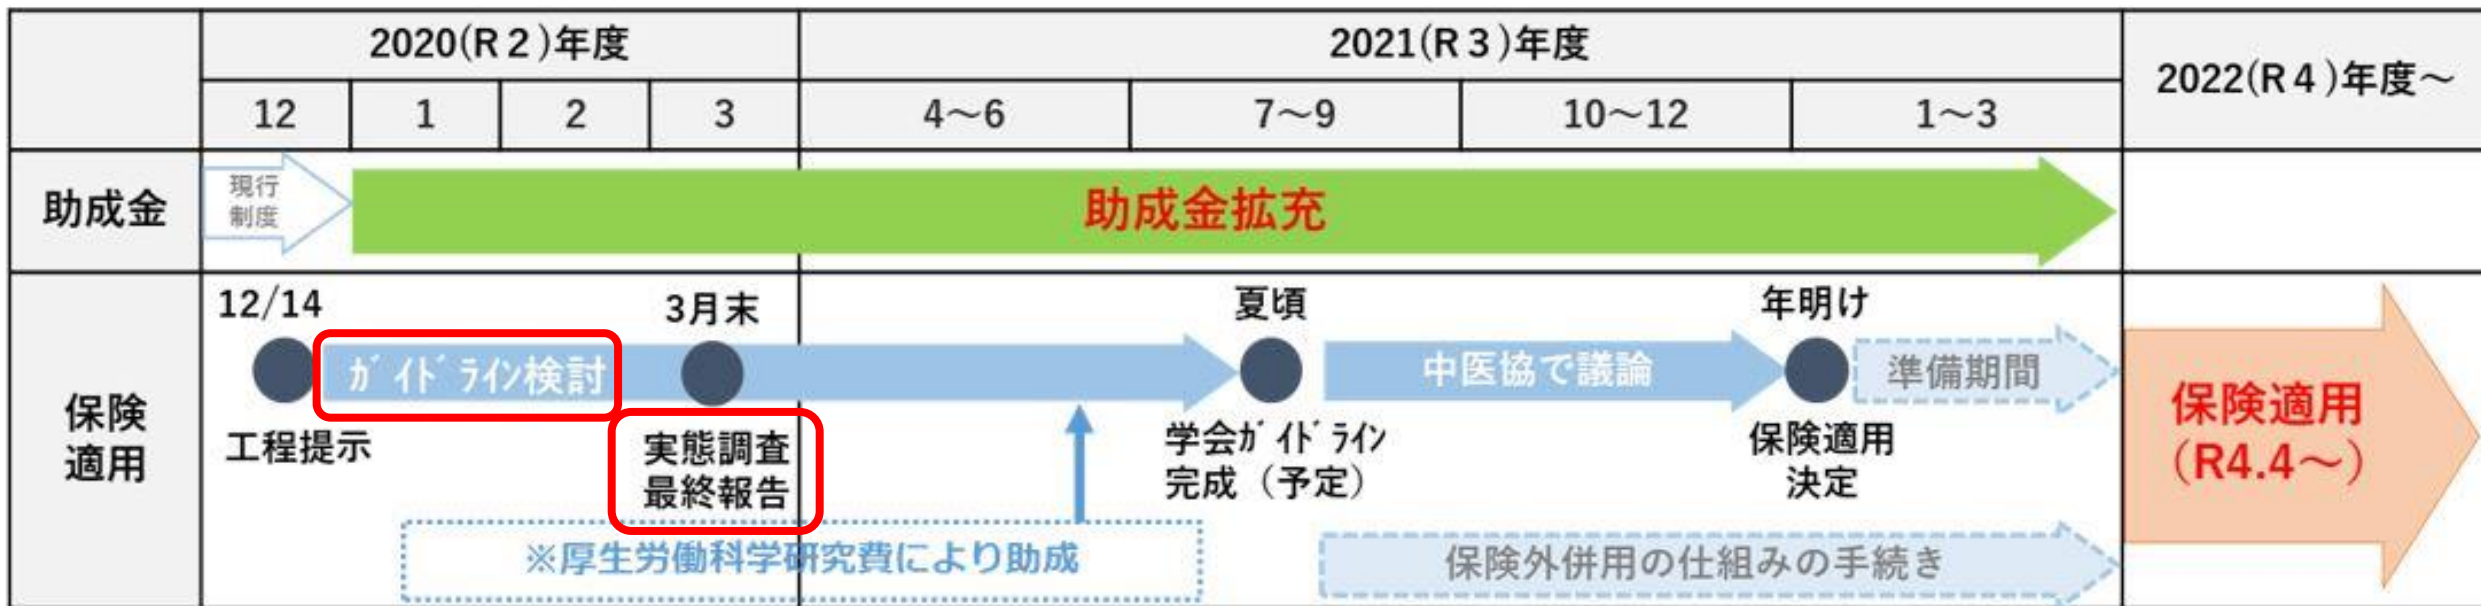 2020(R2)年度
2021(R3)年度
2022(R4)年度～
12
1
2
3
4～6
7～9
10～12
1～3
助成金
現行
制度
助成金拡充
保険
適用
12/14
3月末
夏頃
年明け
ｶﾞｲﾄﾞﾗｲﾝ検討
中医協で議論
準備期間
工程提示
実態調査
最終報告
学会ｶﾞｲﾄﾞﾗｲﾝ
完成（予定）
保険適用
決定
保険適用
（R4.4～）
※厚生労働科学研究費により助成
保険外併用の仕組みの手続き